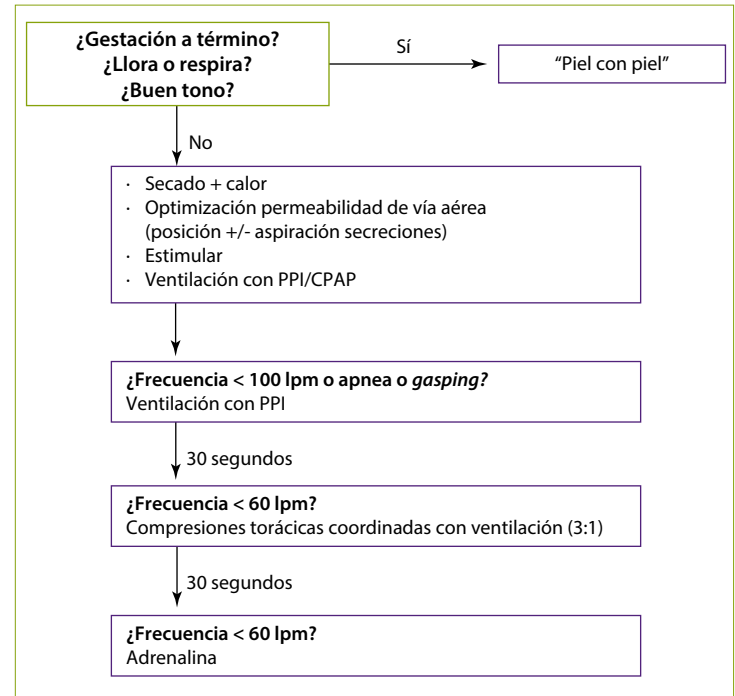 ¿Gestación a término?
¿Llora o respira?
¿Buen tono?
Sí
“Piel con piel”
No
· Secado + calor
· Optimización permeabilidad de vía aérea
(posición +/- aspiración secreciones)
· Estimular
· Ventilación con PPI/CPAP
¿Frecuencia < 100 lpm o apnea o gasping?
Ventilación con PPI
30 segundos
¿Frecuencia < 60 lpm?
Compresiones torácicas coordinadas con ventilación (3:1)
30 segundos
¿Frecuencia < 60 lpm?
Adrenalina